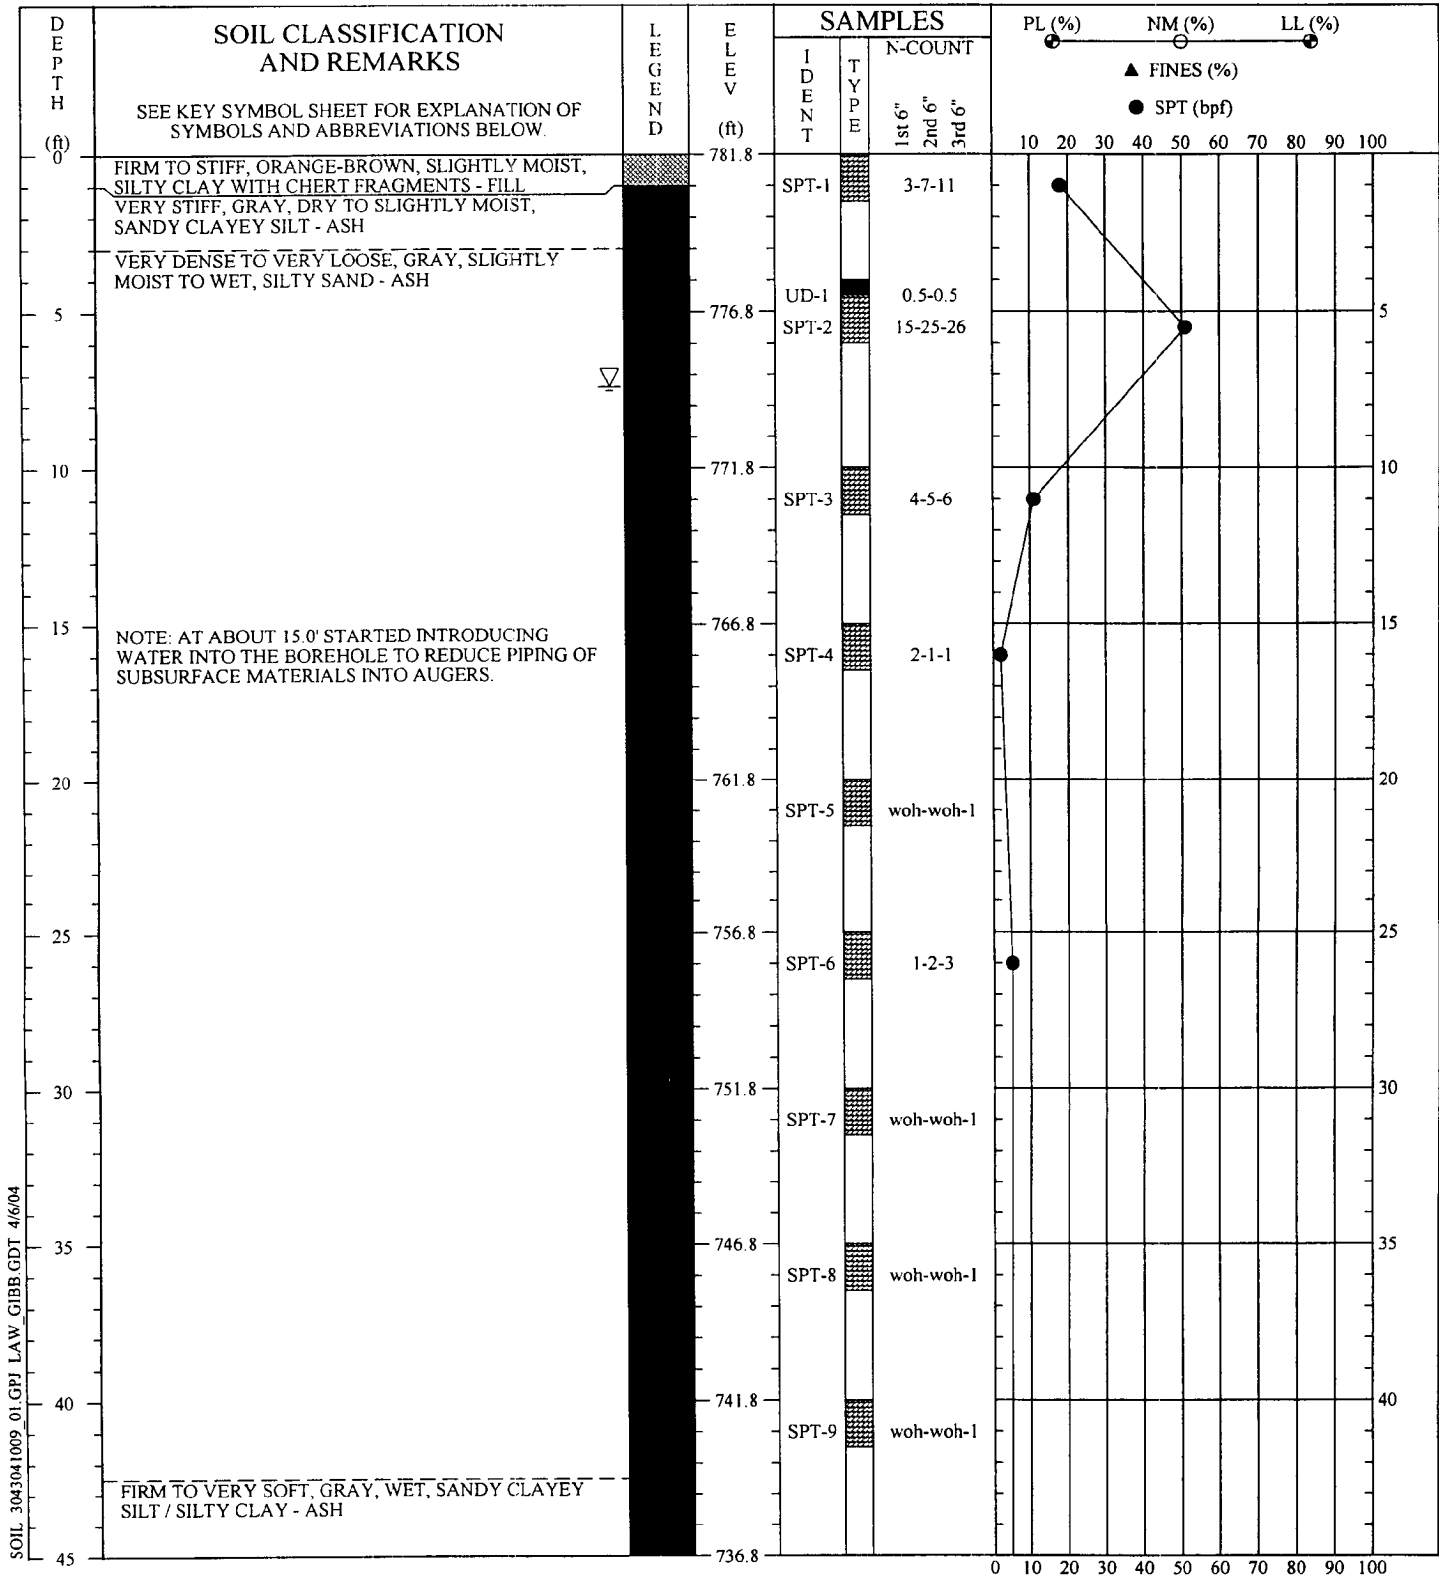 DEPTH
(ft)
SOIL CLASSIFICATION
AND REMARKS
SEE KEY SYMBOL SHEET FOR EXPLANATION OF
SYMBOLS AND ABBREVIATIONS BELOW.
LEGEND
ELEV
(ft)
SAMPLES
IDENT
TYPE
N-COUNT
1st 6"
2nd 6"
3rd 6"
PL (%)
NM (%)
LL (%)
▲ FINES (%)
● SPT (bpf)
10 20 30 40 50 60 70 80 90 100
0
FIRM TO STIFF, ORANGE-BROWN, SLIGHTLY MOIST,
SILTY CLAY WITH CHERT FRAGMENTS - FILL
VERY STIFF, GRAY, DRY TO SLIGHTLY MOIST,
SANDY CLAYEY SILT - ASH
VERY DENSE TO VERY LOOSE, GRAY, SLIGHTLY
MOIST TO WET, SILTY SAND - ASH
781.8
SPT-1 3-7-11
UD-1 0.5-0.5
5 776.8 5
SPT-2 15-25-26
10 771.8 10
SPT-3 4-5-6
15 766.8 15
NOTE: AT ABOUT 15.0' STARTED INTRODUCING
WATER INTO THE BOREHOLE TO REDUCE PIPING OF
SUBSURFACE MATERIALS INTO AUGERS.
SPT-4 2-1-1
20 761.8 20
SPT-5 woh-woh-1
25 756.8 25
SPT-6 1-2-3
30 751.8 30
SPT-7 woh-woh-1
35 746.8 35
SPT-8 woh-woh-1
40 741.8 40
SPT-9 woh-woh-1
FIRM TO VERY SOFT, GRAY, WET, SANDY CLAYEY
SILT / SILTY CLAY - ASH
45 736.8
0 10 20 30 40 50 60 70 80 90 100
SOIL 3043041009_01.GPJ LAW_GIBB.GDT 4/6/04